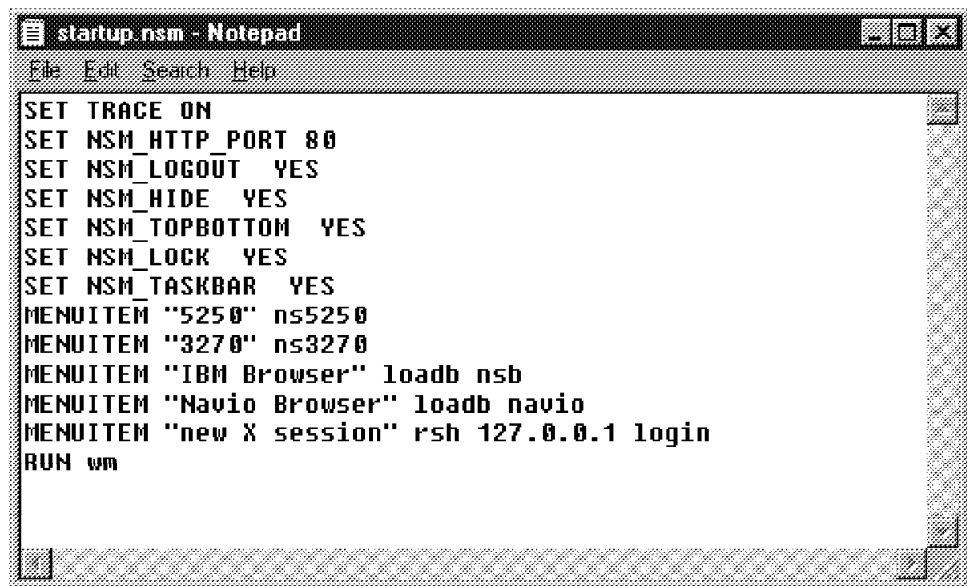 startup.nsm - Notepad
File Edit Search Help
SET TRACE ON
SET NSM_HTTP_PORT 80
SET NSM_LOGOUT  YES
SET NSM_HIDE  YES
SET NSM_TOPBOTTOM  YES
SET NSM_LOCK  YES
SET NSM_TASKBAR  YES
MENUITEM "5250" ns5250
MENUITEM "3270" ns3270
MENUITEM "IBM Browser" loadb nsb
MENUITEM "Navio Browser" loadb navio
MENUITEM "new X session" rsh 127.0.0.1 login
RUN wm